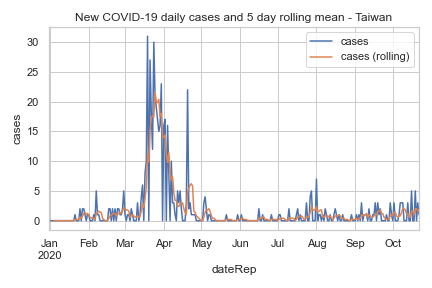 New COVID-19 daily cases and 5 day rolling mean - Taiwan
cases
cases (rolling)
30
25
20
15
10
5
0
cases
Jan Feb Mar Apr May Jun Jul Aug Sep Oct
2020
dateRep